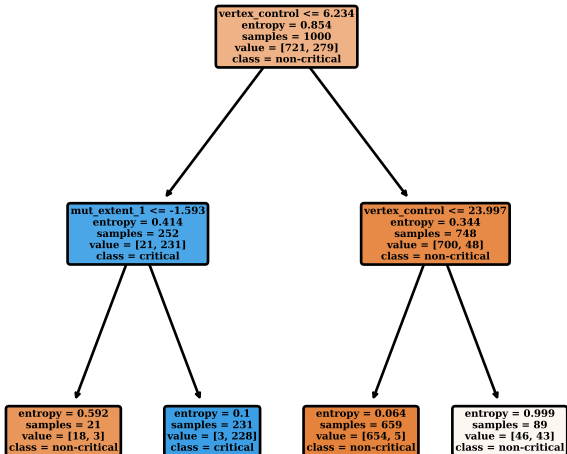 vertex_control <= 6.234
entropy = 0.854
samples = 1000
value = [721, 279]
class = non-critical
mut_extent_1 <= -1.593
entropy = 0.414
samples = 252
value = [21, 231]
class = critical
vertex_control <= 23.997
entropy = 0.344
samples = 748
value = [700, 48]
class = non-critical
entropy = 0.592
samples = 21
value = [18, 3]
class = non-critical
entropy = 0.1
samples = 231
value = [3, 228]
class = critical
entropy = 0.064
samples = 659
value = [654, 5]
class = non-critical
entropy = 0.999
samples = 89
value = [46, 43]
class = non-critical